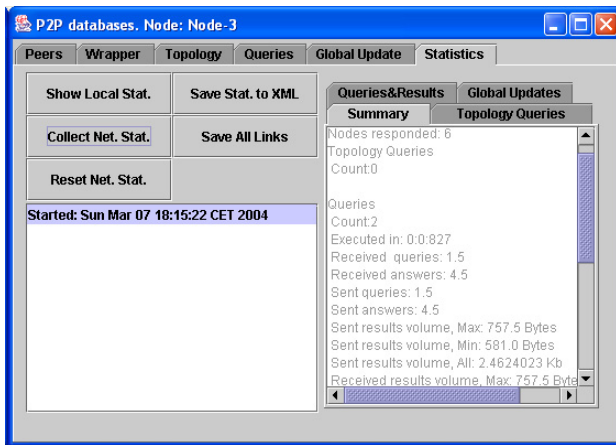 P2P databases. Node: Node-3
Peers Wrapper Topology Queries Global Update Statistics
Show Local Stat. Save Stat. to XML
Collect Net. Stat. Save All Links
Reset Net. Stat.
Started: Sun Mar 07 18:15:22 CET 2004
Queries&Results Global Updates
Summary Topology Queries
Nodes responded: 6
Topology Queries
Count:0
Queries
Count:2
Executed in: 0:0:827
Received queries: 1.5
Received answers: 4.5
Sent queries: 1.5
Sent answers: 4.5
Sent results volume, Max: 757.5 Bytes
Sent results volume, Min: 581.0 Bytes
Sent results volume, All: 2.4624023 Kb
Received results volume, Max: 757.5 Byte